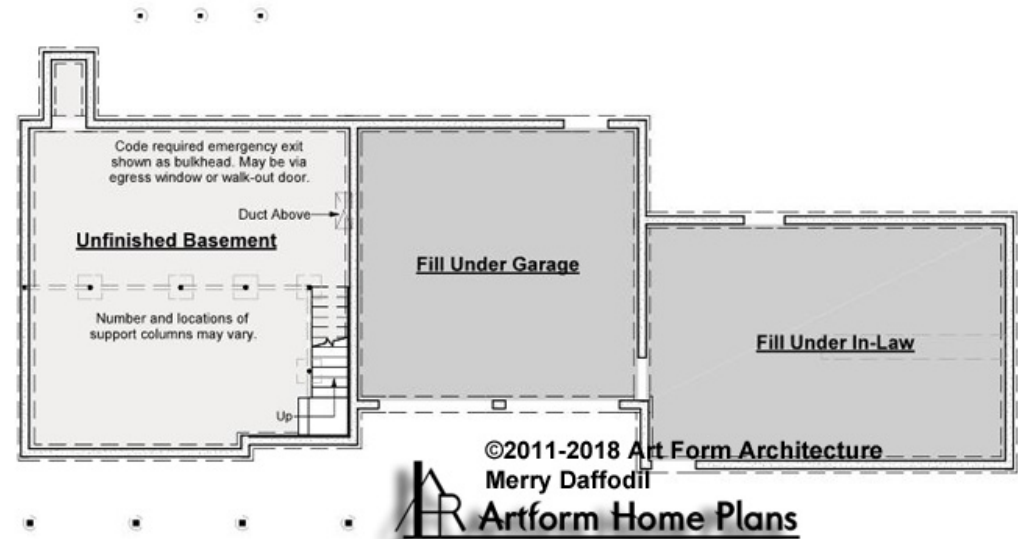 Code required emergency exit
shown as bulkhead. May be via
egress window or walk-out door.
Duct Above
Unfinished Basement
Fill Under Garage
Number and locations of
support columns may vary.
Fill Under In-Law
Up
©2011-2018 Art Form Architecture
Merry Daffodil
AFR Artform Home Plans